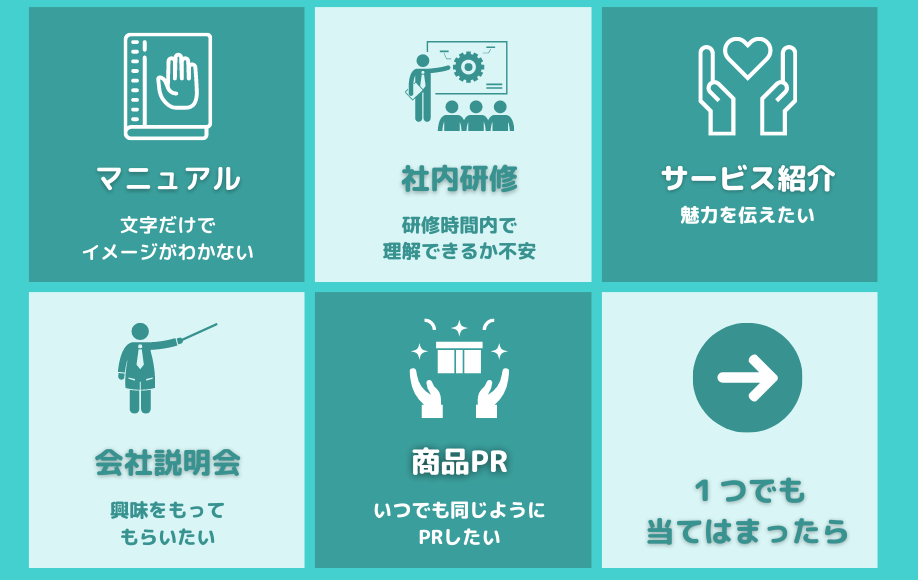 マニュアル
文字だけで
イメージがわかない
社内研修
研修時間内で
理解できるか不安
サービス紹介
魅力を伝えたい
会社説明会
興味をもって
もらいたい
商品PR
いつでも同じように
PRしたい
１つでも
当てはまったら